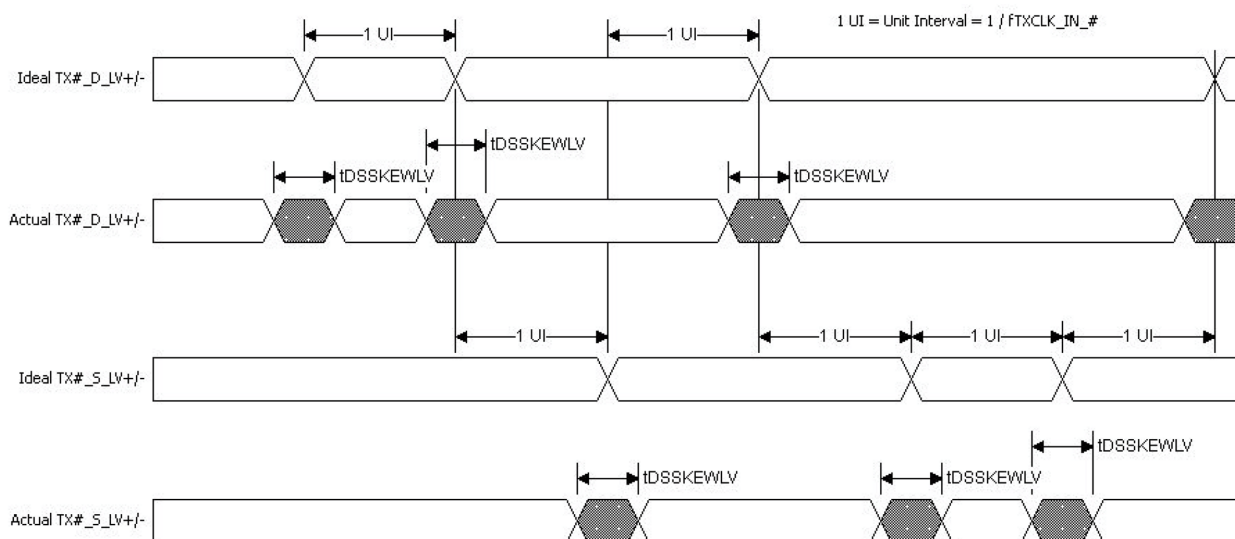 1 UI = Unit Interval = 1 / fTXCLK_IN_#
1 UI
1 UI
Ideal TX#_D_LV+/-
tDSSKEWLV
tDSSKEWLV
tDSSKEWLV
Actual TX#_D_LV+/-
1 UI
1 UI
1 UI
1 UI
Ideal TX#_S_LV+/-
tDSSKEWLV
tDSSKEWLV
tDSSKEWLV
Actual TX#_S_LV+/-